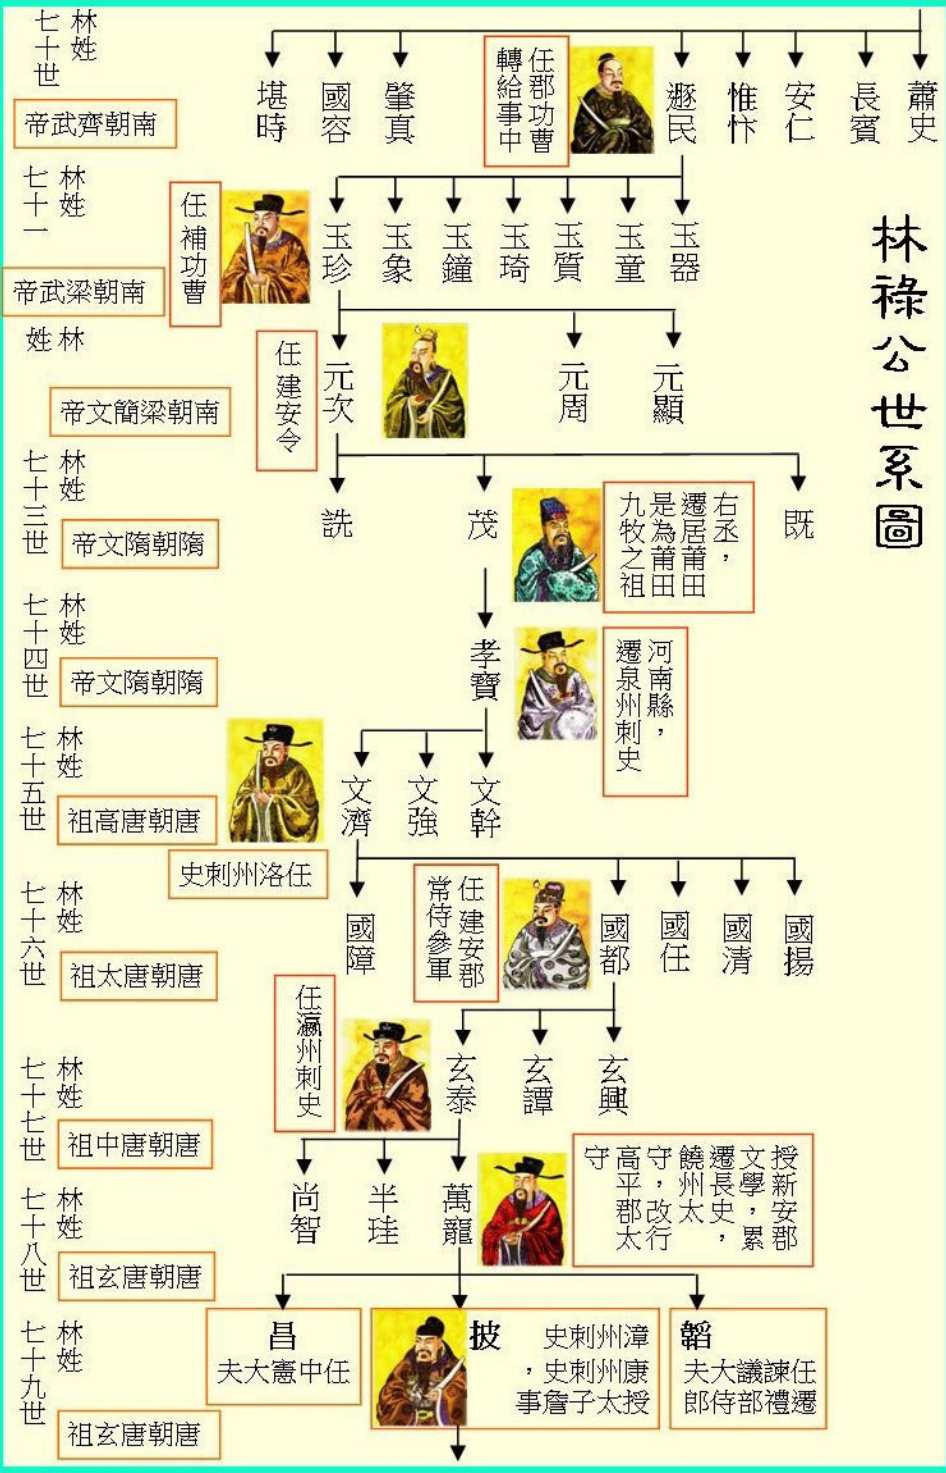 林祿公世系圖
林姓
七十世
南朝齊武帝
蕭史
長賓
安仁
惟忭
遯民
任郡功曹
轉給事中
肇真
國容
堪時
林姓
七十一
南朝梁武帝
玉器
玉童
玉質
玉琦
玉鐘
玉象
玉珍
任補功曹
林姓
南朝梁簡文帝
元顯
元周
元次
任建安令
林姓
七十三世
隋朝隋文帝
既
右丞，
遷居莆田
是為莆田
九牧之祖
茂
詵
林姓
七十四世
隋朝隋文帝
河南縣，
遷泉州刺史
孝寶
林姓
七十五世
唐朝唐高祖
文幹
文強
文濟
任洛州刺史
林姓
七十六世
唐朝唐太祖
國揚
國清
國任
國都
任建安郡
常侍參軍
國障
林姓
七十七世
唐朝唐中祖
玄興
玄譚
玄泰
任瀛州刺史
林姓
七十八世
唐朝唐玄祖
授新安郡
文學，累
遷長史，
饒州太
守，改行
高平郡太
守
萬龍
半珪
尚智
林姓
七十九世
唐朝唐玄祖
韜
任諫議大夫
遷禮部侍郎
披
漳州刺史
康州刺史，
授太子詹事
昌
任中憲大夫